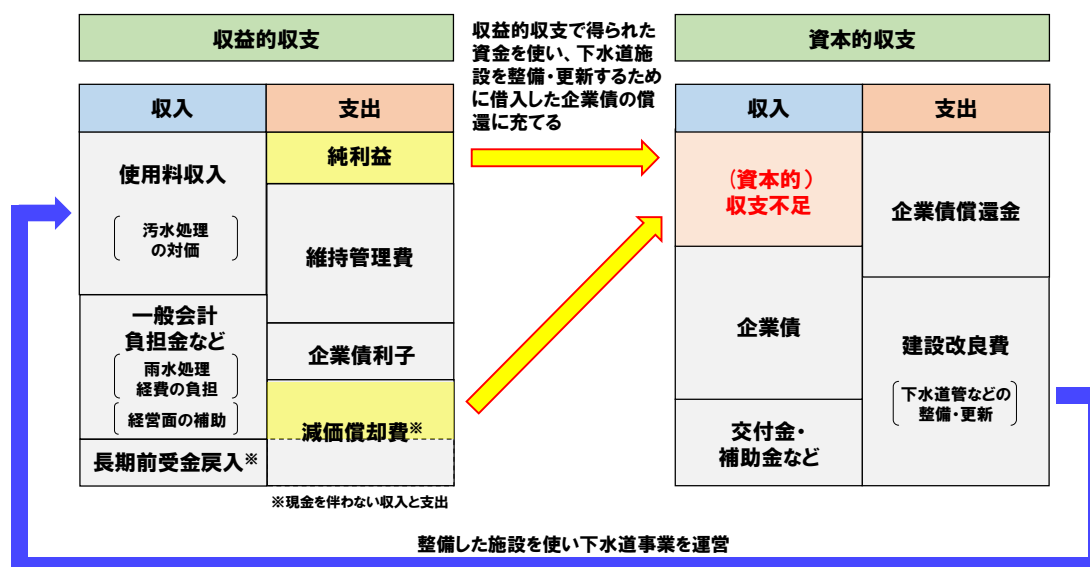 収益的収支
収益的収支で得られた
資金を使い、下水道施
設を整備・更新するため
に借入した企業債の償
還に充てる
資本的収支
収入
支出
使用料収入
汚水処理
の対価
一般会計
負担金など
雨水処理
経費の負担
経営面の補助
長期前受金戻入※
純利益
維持管理費
企業債利子
減価償却費※
※現金を伴わない収入と支出
収入
支出
(資本的)
収支不足
企業債
交付金・
補助金など
企業債償還金
建設改良費
下水道管などの
整備・更新
整備した施設を使い下水道事業を運営